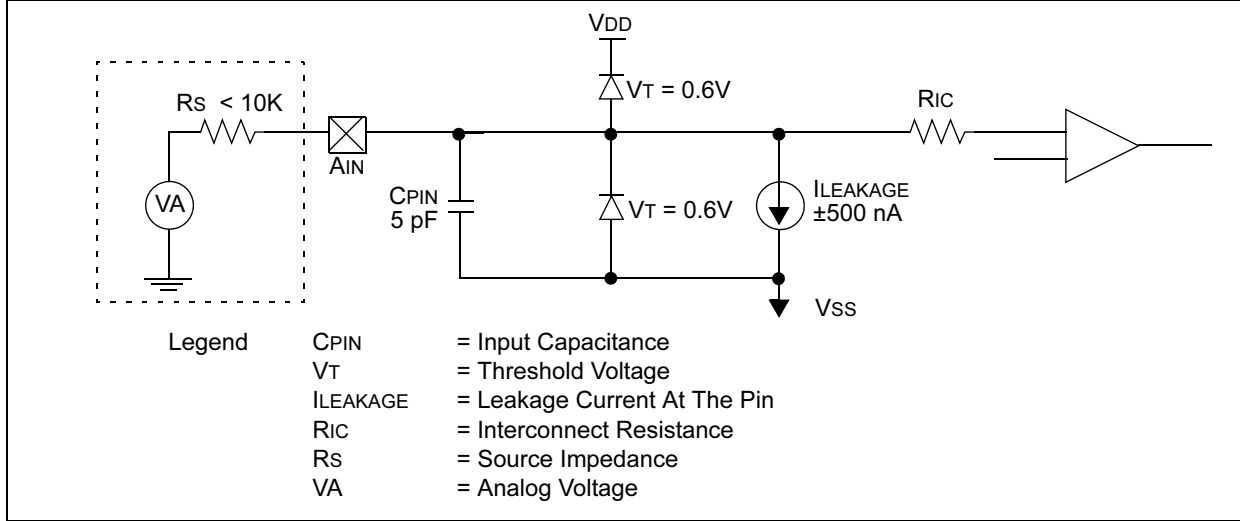 VDD
VT = 0.6V
RS < 10K
RIC
AIN
VA
CPIN
5 pF
VT = 0.6V
ILEAKAGE
±500 nA
VSS
Legend
CPIN = Input Capacitance
VT = Threshold Voltage
ILEAKAGE = Leakage Current At The Pin
RIC = Interconnect Resistance
RS = Source Impedance
VA = Analog Voltage